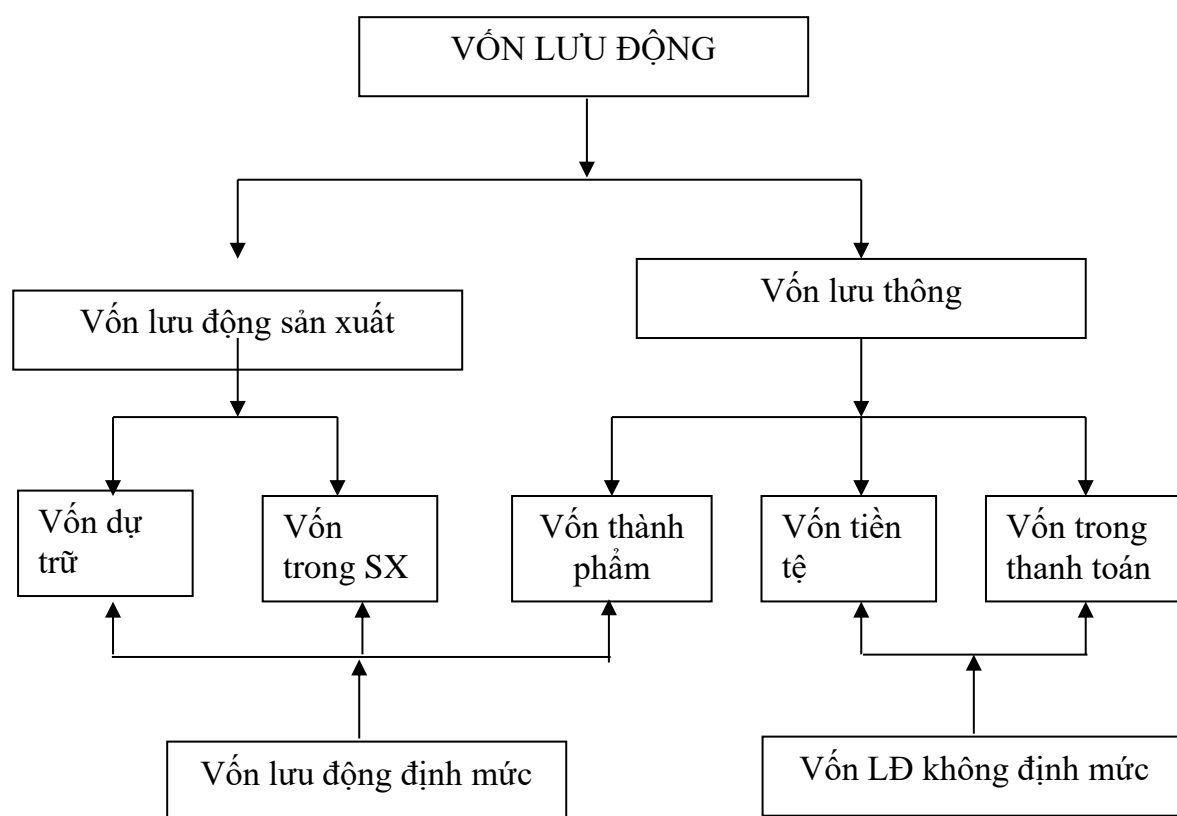 VỐN LƯU ĐỘNG
Vốn lưu động sản xuất
Vốn lưu thông
Vốn dự
trữ
Vốn
trong SX
Vốn thành
phẩm
Vốn tiền
tệ
Vốn trong
thanh toán
Vốn lưu động định mức
Vốn LĐ không định mức